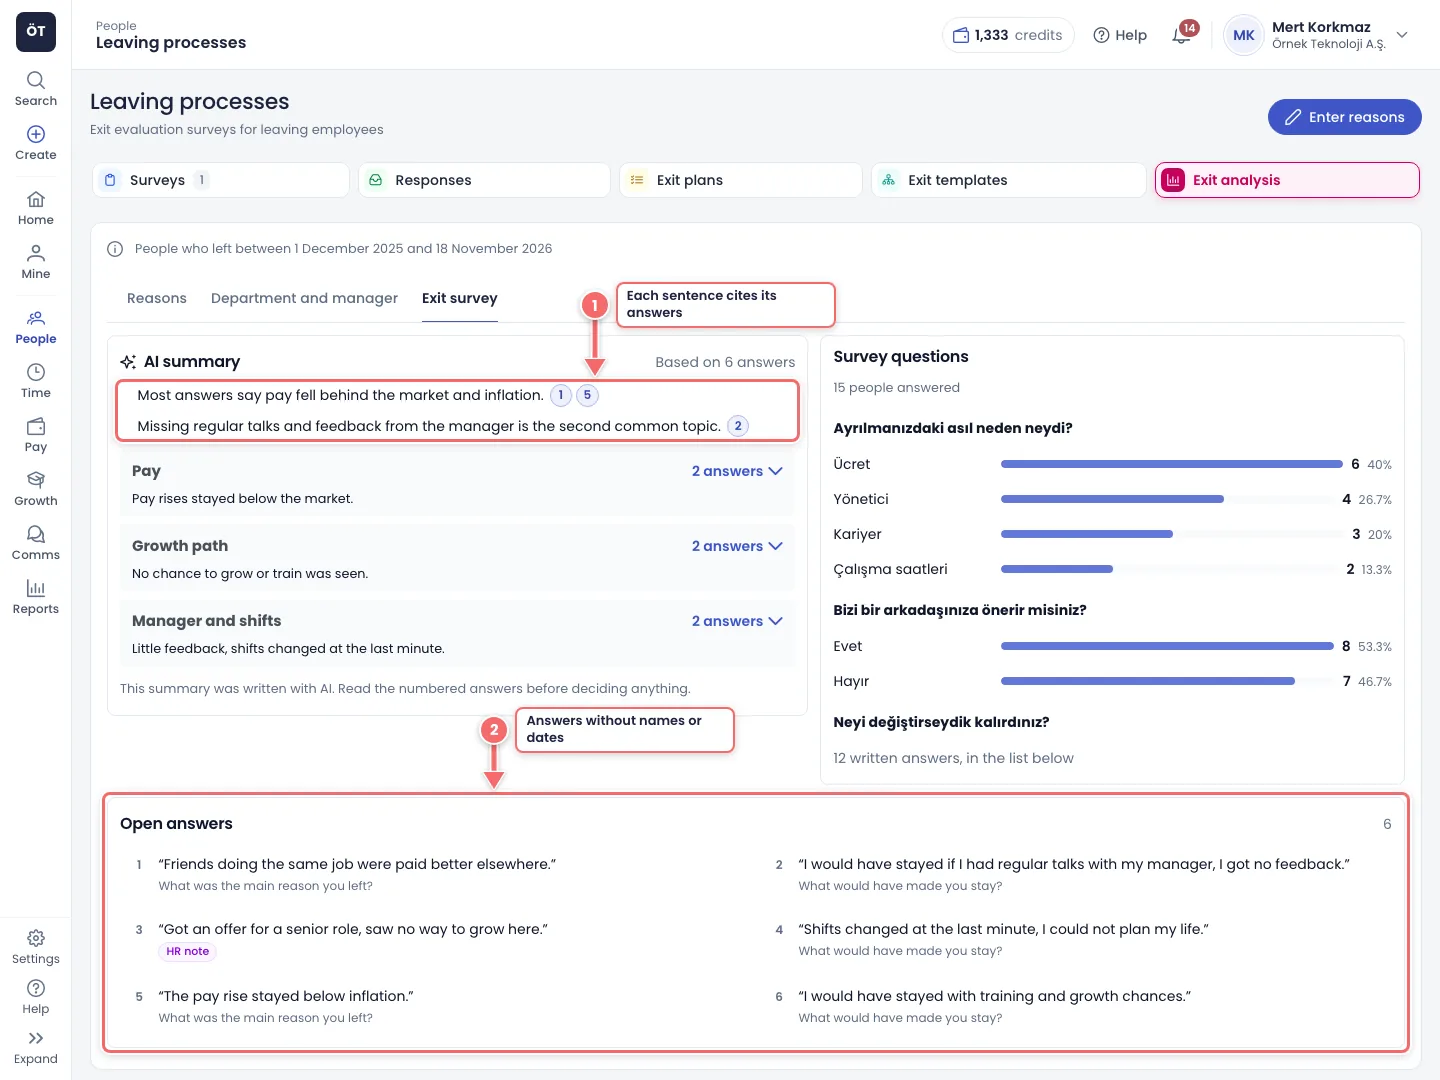 ÖT
Search
Create
Home
Mine
People
Time
Pay
Growth
Comms
Reports
Settings
Help
Expand
People
Leaving processes
1,333 credits
Help
14
MK
Mert Korkmaz
Örnek Teknoloji A.Ş.
Leaving processes
Exit evaluation surveys for leaving employees
Enter reasons
Surveys 1
Responses
Exit plans
Exit templates
Exit analysis
People who left between 1 December 2025 and 18 November 2026
Reasons
Department and manager
Exit survey
1
Each sentence cites its
answers
AI summary
Based on 6 answers
Most answers say pay fell behind the market and inflation. 1 5
Missing regular talks and feedback from the manager is the second common topic. 2
Pay
2 answers
Pay rises stayed below the market.
Growth path
2 answers
No chance to grow or train was seen.
Manager and shifts
2 answers
Little feedback, shifts changed at the last minute.
This summary was written with AI. Read the numbered answers before deciding anything.
Survey questions
15 people answered
Ayrılmanızdaki asıl neden neydi?
Ücret 6 40%
Yönetici 4 26.7%
Kariyer 3 20%
Çalışma saatleri 2 13.3%
Bizi bir arkadaşınıza önerir misiniz?
Evet 8 53.3%
Hayır 7 46.7%
Neyi değiştirseydik kalırdınız?
12 written answers, in the list below
2
Answers without names or
dates
Open answers
6
1 “Friends doing the same job were paid better elsewhere.”
What was the main reason you left?
2 “I would have stayed if I had regular talks with my manager, I got no feedback.”
What would have made you stay?
3 “Got an offer for a senior role, saw no way to grow here.”
HR note
4 “Shifts changed at the last minute, I could not plan my life.”
What would have made you stay?
5 “The pay rise stayed below inflation.”
What was the main reason you left?
6 “I would have stayed with training and growth chances.”
What would have made you stay?